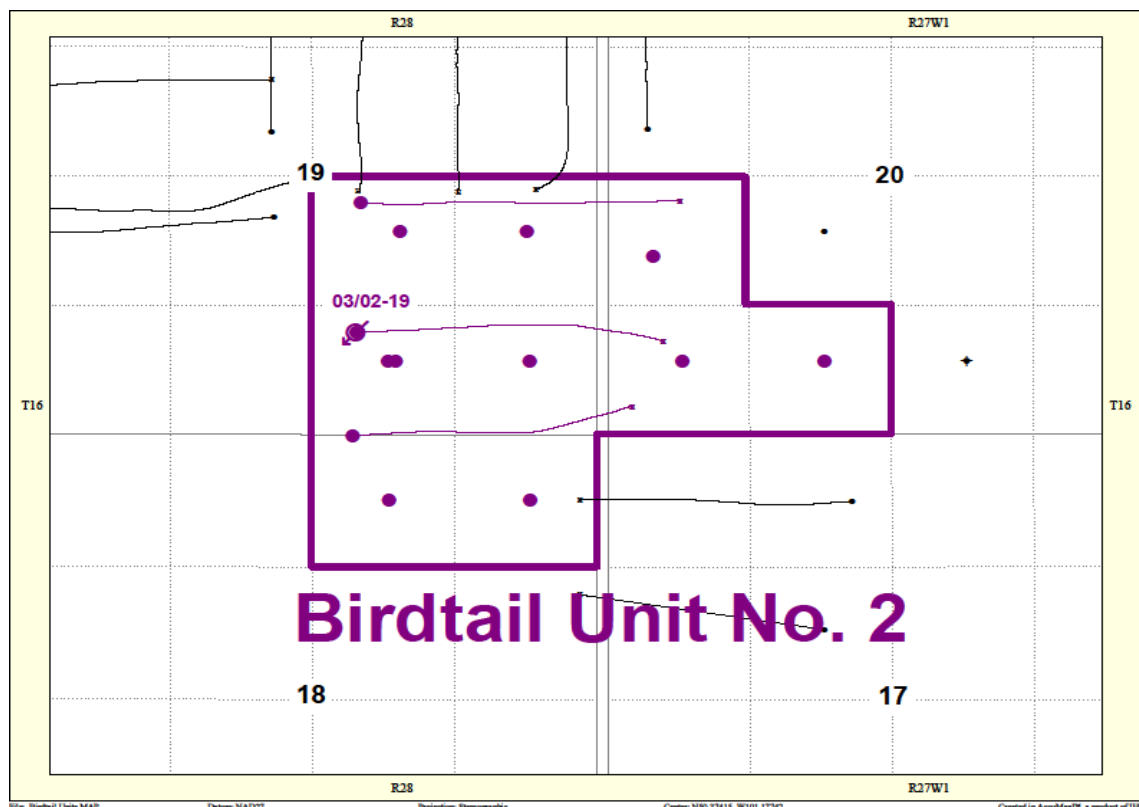 R28 R27W1
19 20
03/02-19
T16 T16
Birdtail Unit No. 2
18 17
R28 R27W1